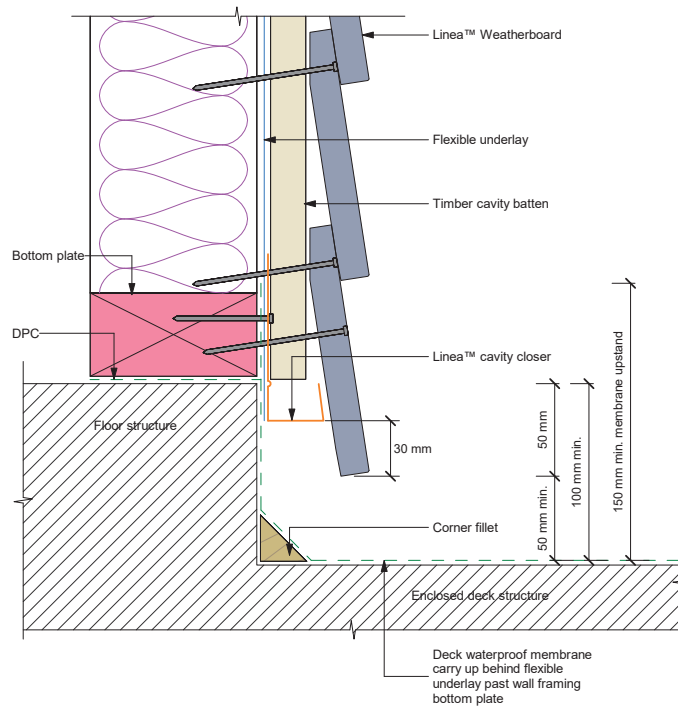 Linea™ Weatherboard
Flexible underlay
Timber cavity batten
Bottom plate
DPC
Linea™ cavity closer
Floor structure
30 mm
50 mm
50 mm min.
100 mm min.
150 mm min. membrane upstand
Corner fillet
Enclosed deck structure
Deck waterproof membrane
carry up behind flexible
underlay past wall framing
bottom plate